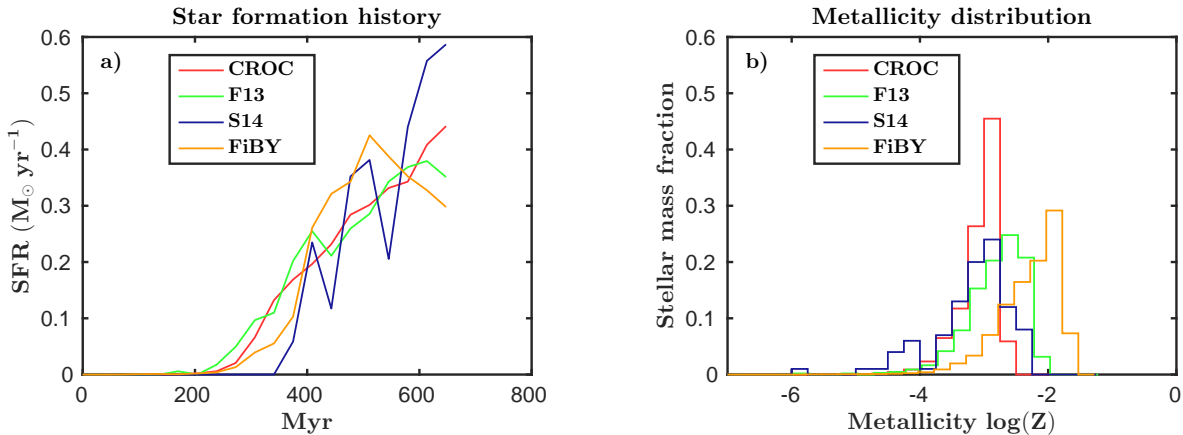 Star formation history
a)
CROC
F13
S14
FiBY
SFR (M⊙ yr⁻¹)
0.6
0.5
0.4
0.3
0.2
0.1
0
0 200 400 600 800
Myr
Metallicity distribution
b)
CROC
F13
S14
FiBY
Stellar mass fraction
0.6
0.5
0.4
0.3
0.2
0.1
0
-6 -4 -2 0
Metallicity log(Z)